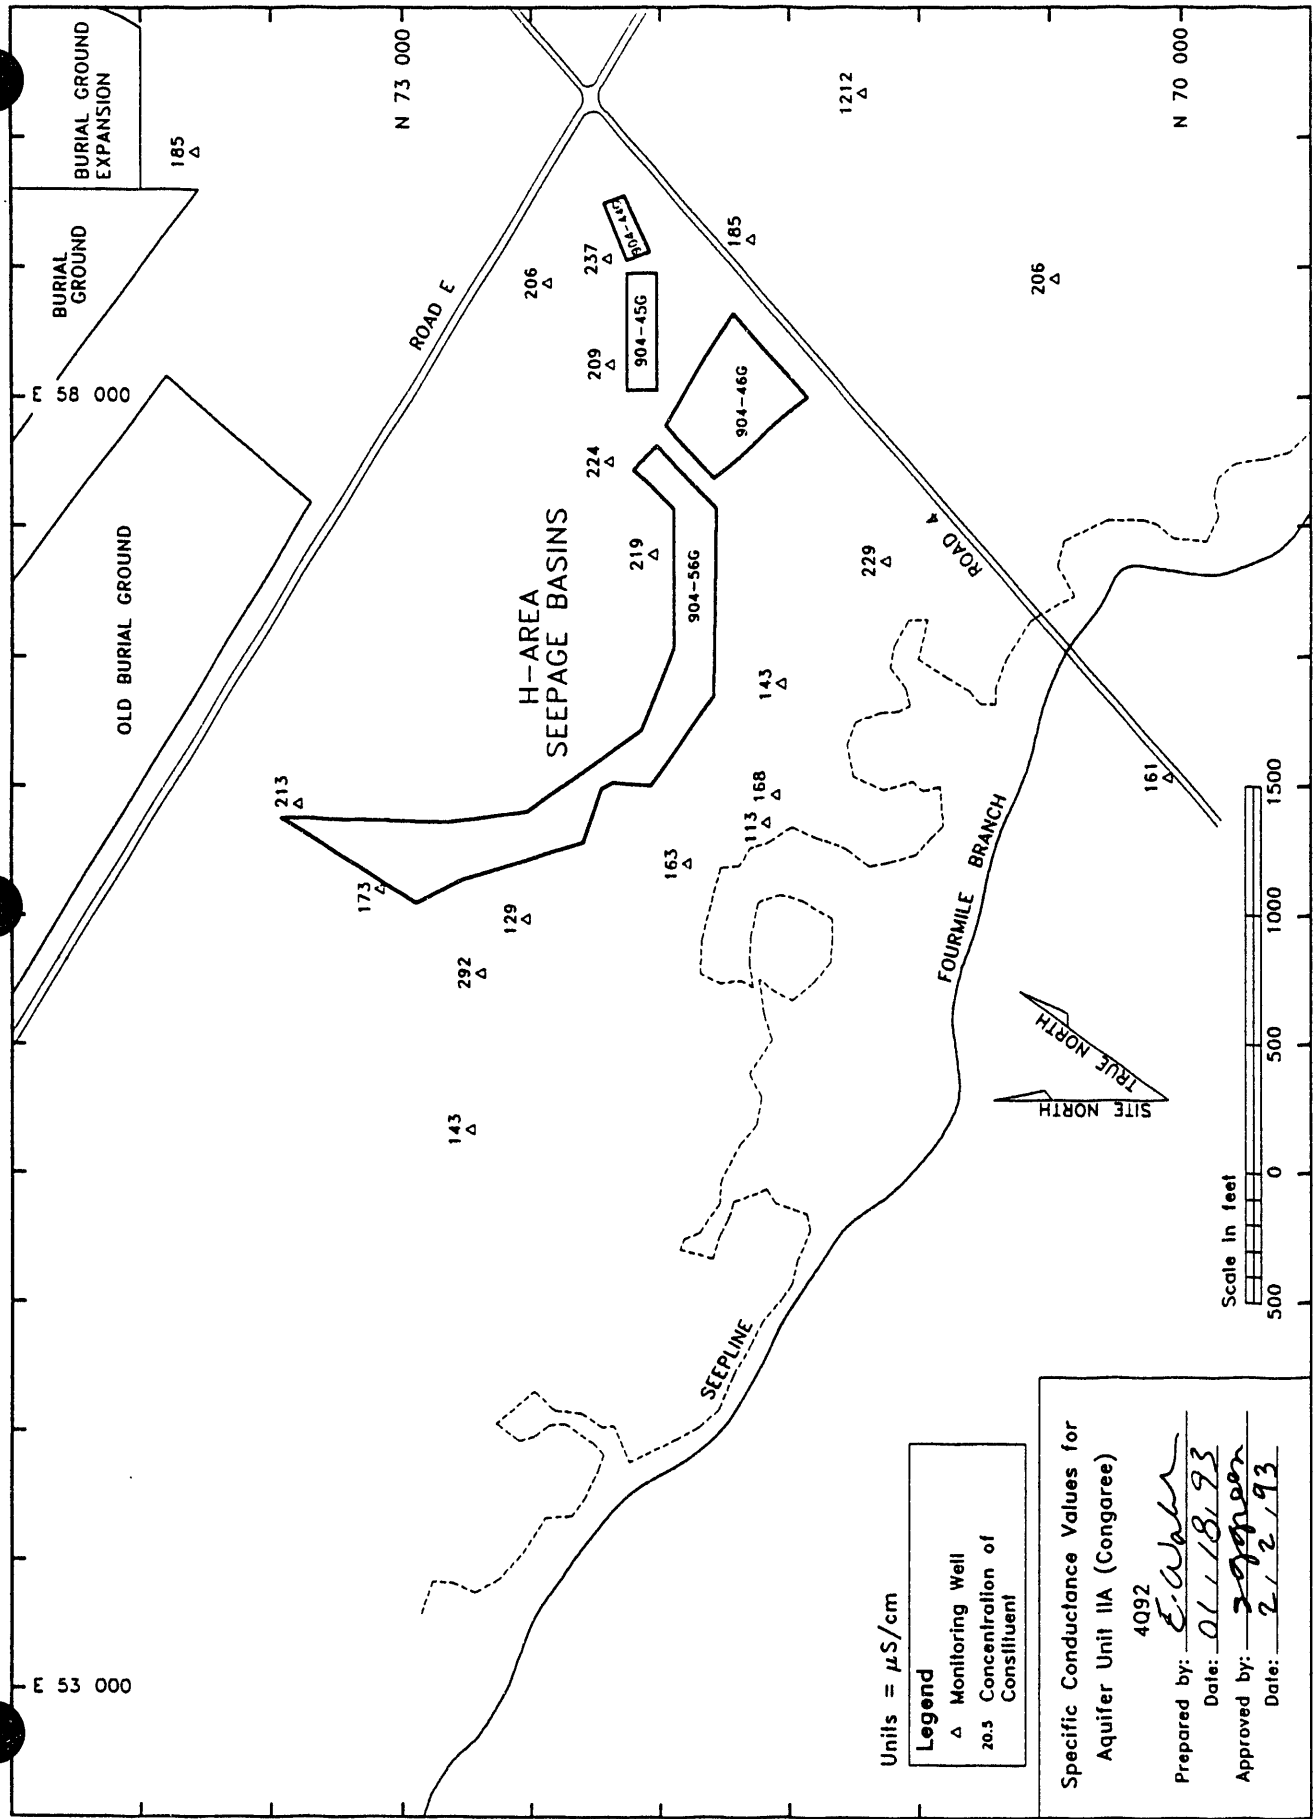 BURIAL GROUND
EXPANSION
BURIAL
GROUND
OLD BURIAL GROUND
E 58 000
E 53 000
N 73 000
N 70 000
ROAD E
ROAD 4
H-AREA
SEEPAGE BASINS
904-44G
904-45G
904-46G
904-56G
185
1212
237
206
185
206
209
224
219
229
143
213
168
113
163
161
173
129
292
143
FOURMILE BRANCH
SEEPLINE
SITE NORTH
TRUE NORTH
Scale in feet
500 0 500 1000 1500
Units = μS/cm
Legend
Δ Monitoring Well
20.5 Concentration of
Constituent
Specific Conductance Values for
Aquifer Unit IIA (Congaree)
4Q92
Prepared by:
Date: 01, 18, 93
Approved by:
Date: 2, 2, 93